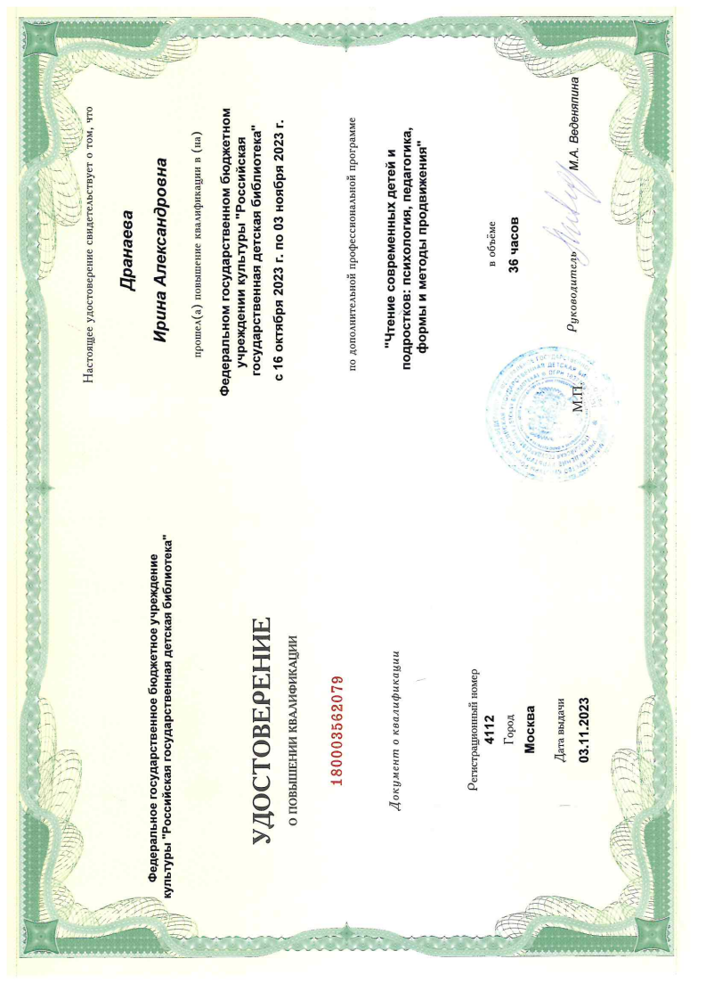 Федеральное государственное бюджетное учреждение
культуры "Российская государственная детская библиотека"
УДОСТОВЕРЕНИЕ
О ПОВЫШЕНИИ КВАЛИФИКАЦИИ
180003562079
Документ о квалификации
Регистрационный номер
4112
Город
Москва
Дата выдачи
03.11.2023
Настоящее удостоверение свидетельствует о том, что
Дранаева
Ирина Александровна
прошел(а) повышение квалификации в (на)
Федеральном государственном бюджетном
учреждении культуры "Российская
государственная детская библиотека"
с 16 октября 2023 г. по 03 ноября 2023 г.
по дополнительной профессиональной программе
"Чтение современных детей и
подростков: психология, педагогика,
формы и методы продвижения"
в объёме
36 часов
Руководитель М.А. Веденяпина
М.П.